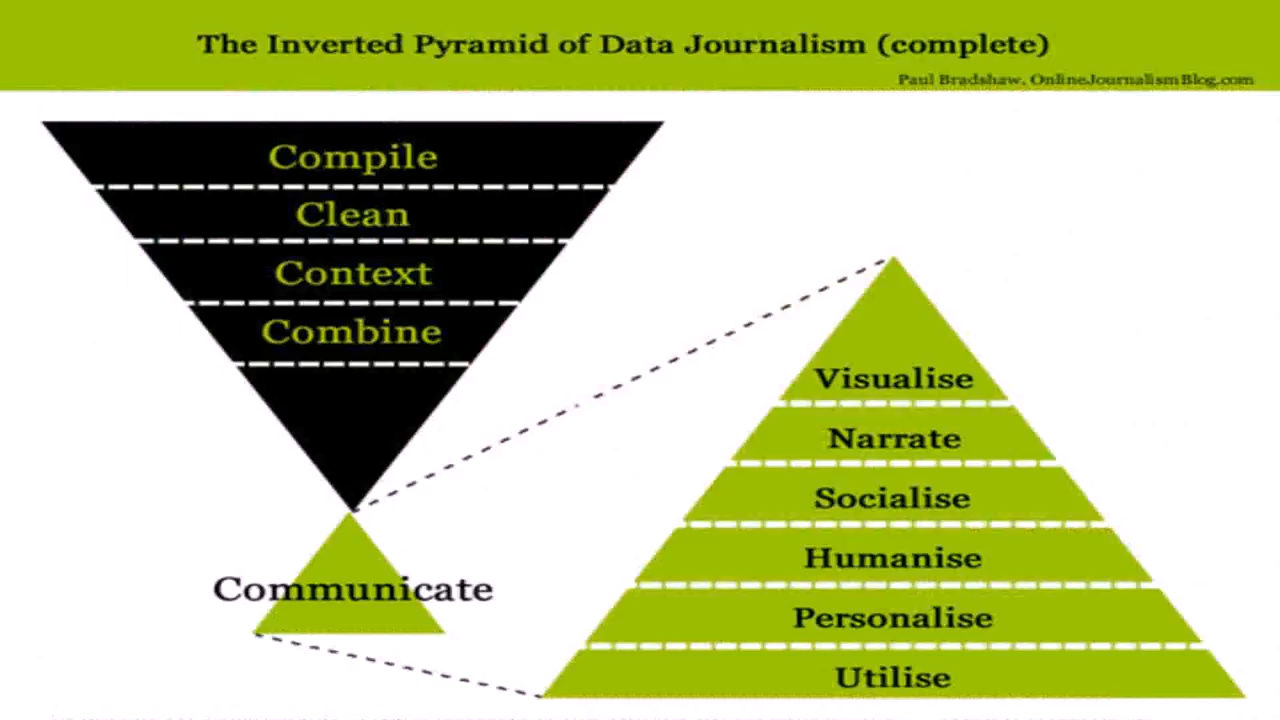 The Inverted Pyramid of Data Journalism (complete)
Paul Bradshaw, OnlineJournalismBlog.com
Compile
Clean
Context
Combine
Communicate
Visualise
Narrate
Socialise
Humanise
Personalise
Utilise